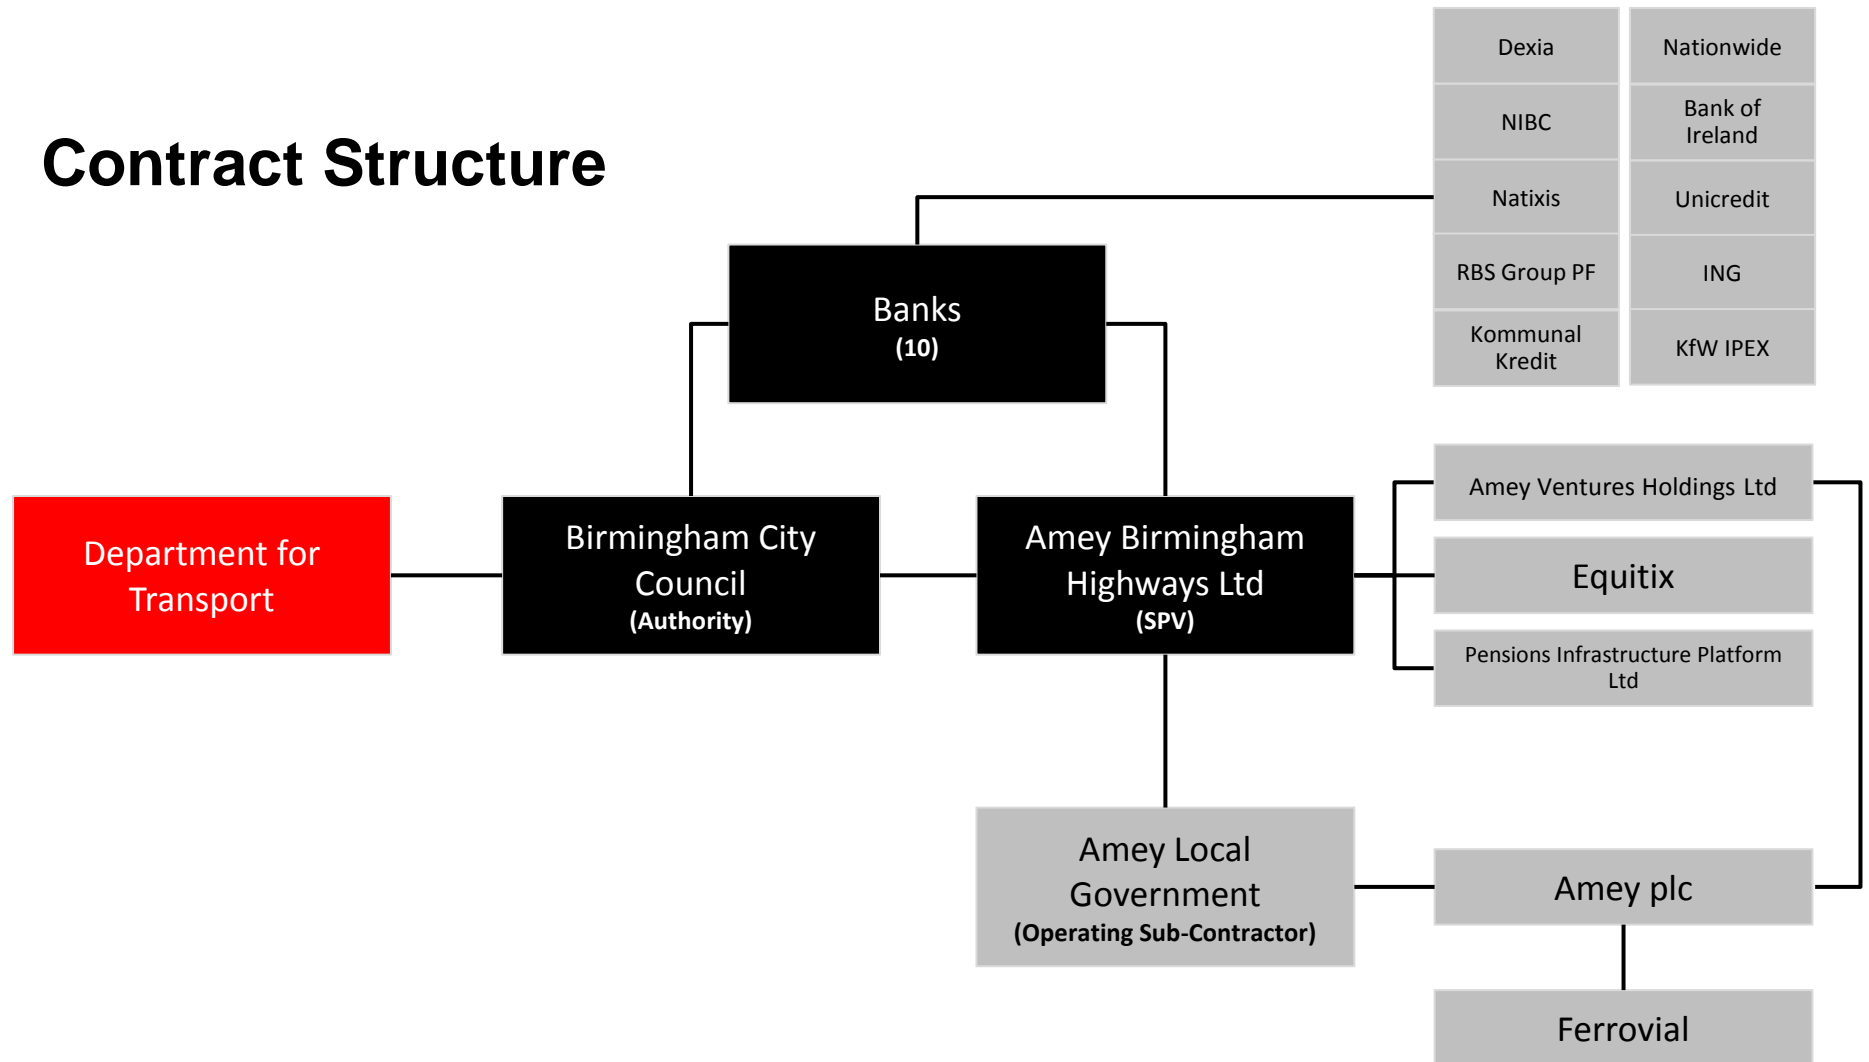 Contract Structure
Dexia
Nationwide
NIBC
Bank of
Ireland
Natixis
Unicredit
RBS Group PF
ING
Kommunal
Kredit
KfW IPEX
Banks
(10)
Department for
Transport
Birmingham City
Council
(Authority)
Amey Birmingham
Highways Ltd
(SPV)
Amey Ventures Holdings Ltd
Equitix
Pensions Infrastructure Platform
Ltd
Amey Local
Government
(Operating Sub-Contractor)
Amey plc
Ferrovial